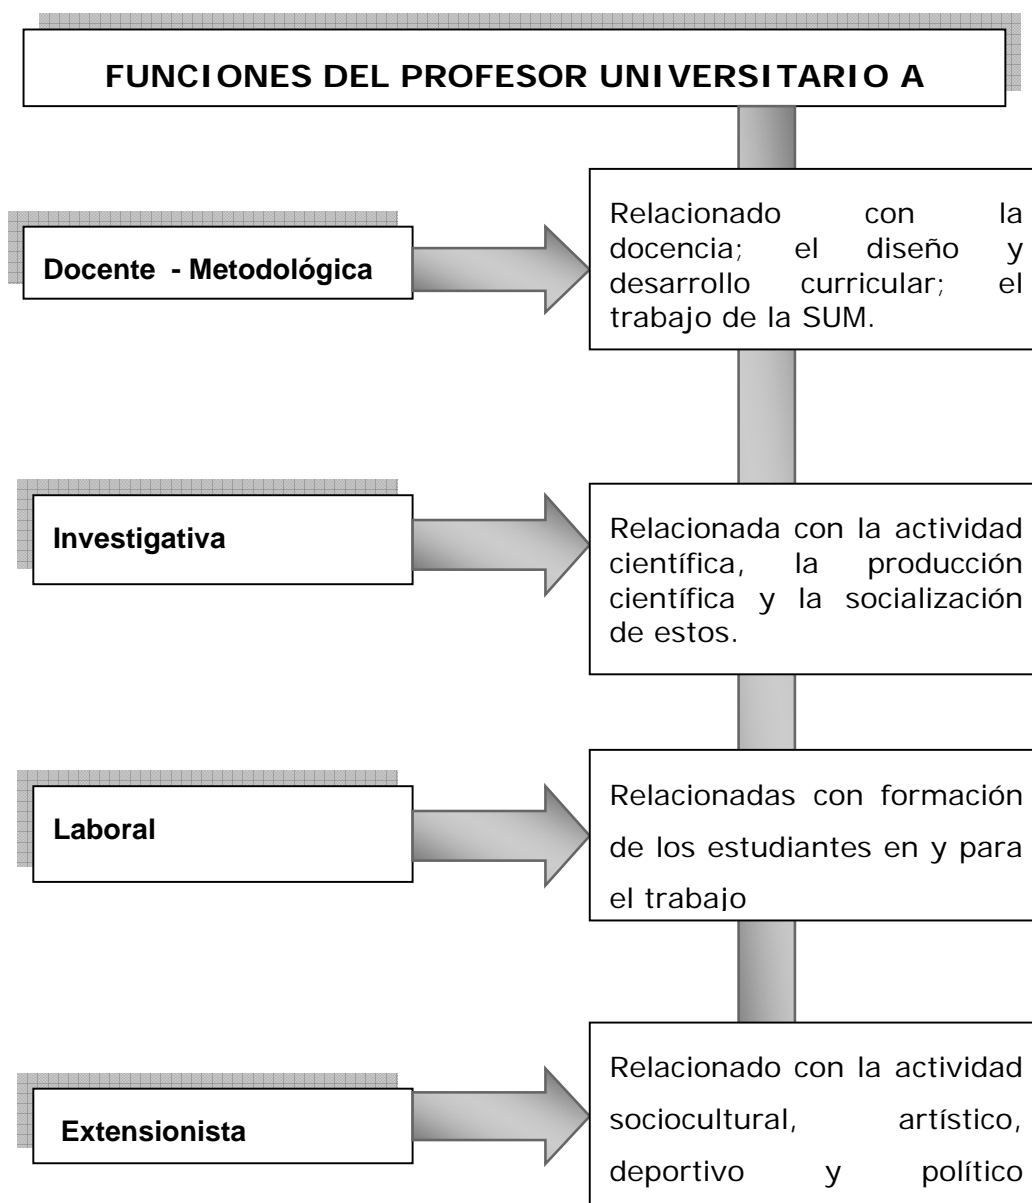 FUNCIONES DEL PROFESOR UNIVERSITARIO A
Docente - Metodológica
Relacionado con la
docencia; el diseño y
desarrollo curricular; el
trabajo de la SUM.
Investigativa
Relacionada con la actividad
científica, la producción
científica y la socialización
de estos.
Laboral
Relacionadas con formación
de los estudiantes en y para
el trabajo
Extensionista
Relacionado con la actividad
sociocultural, artístico,
deportivo y político